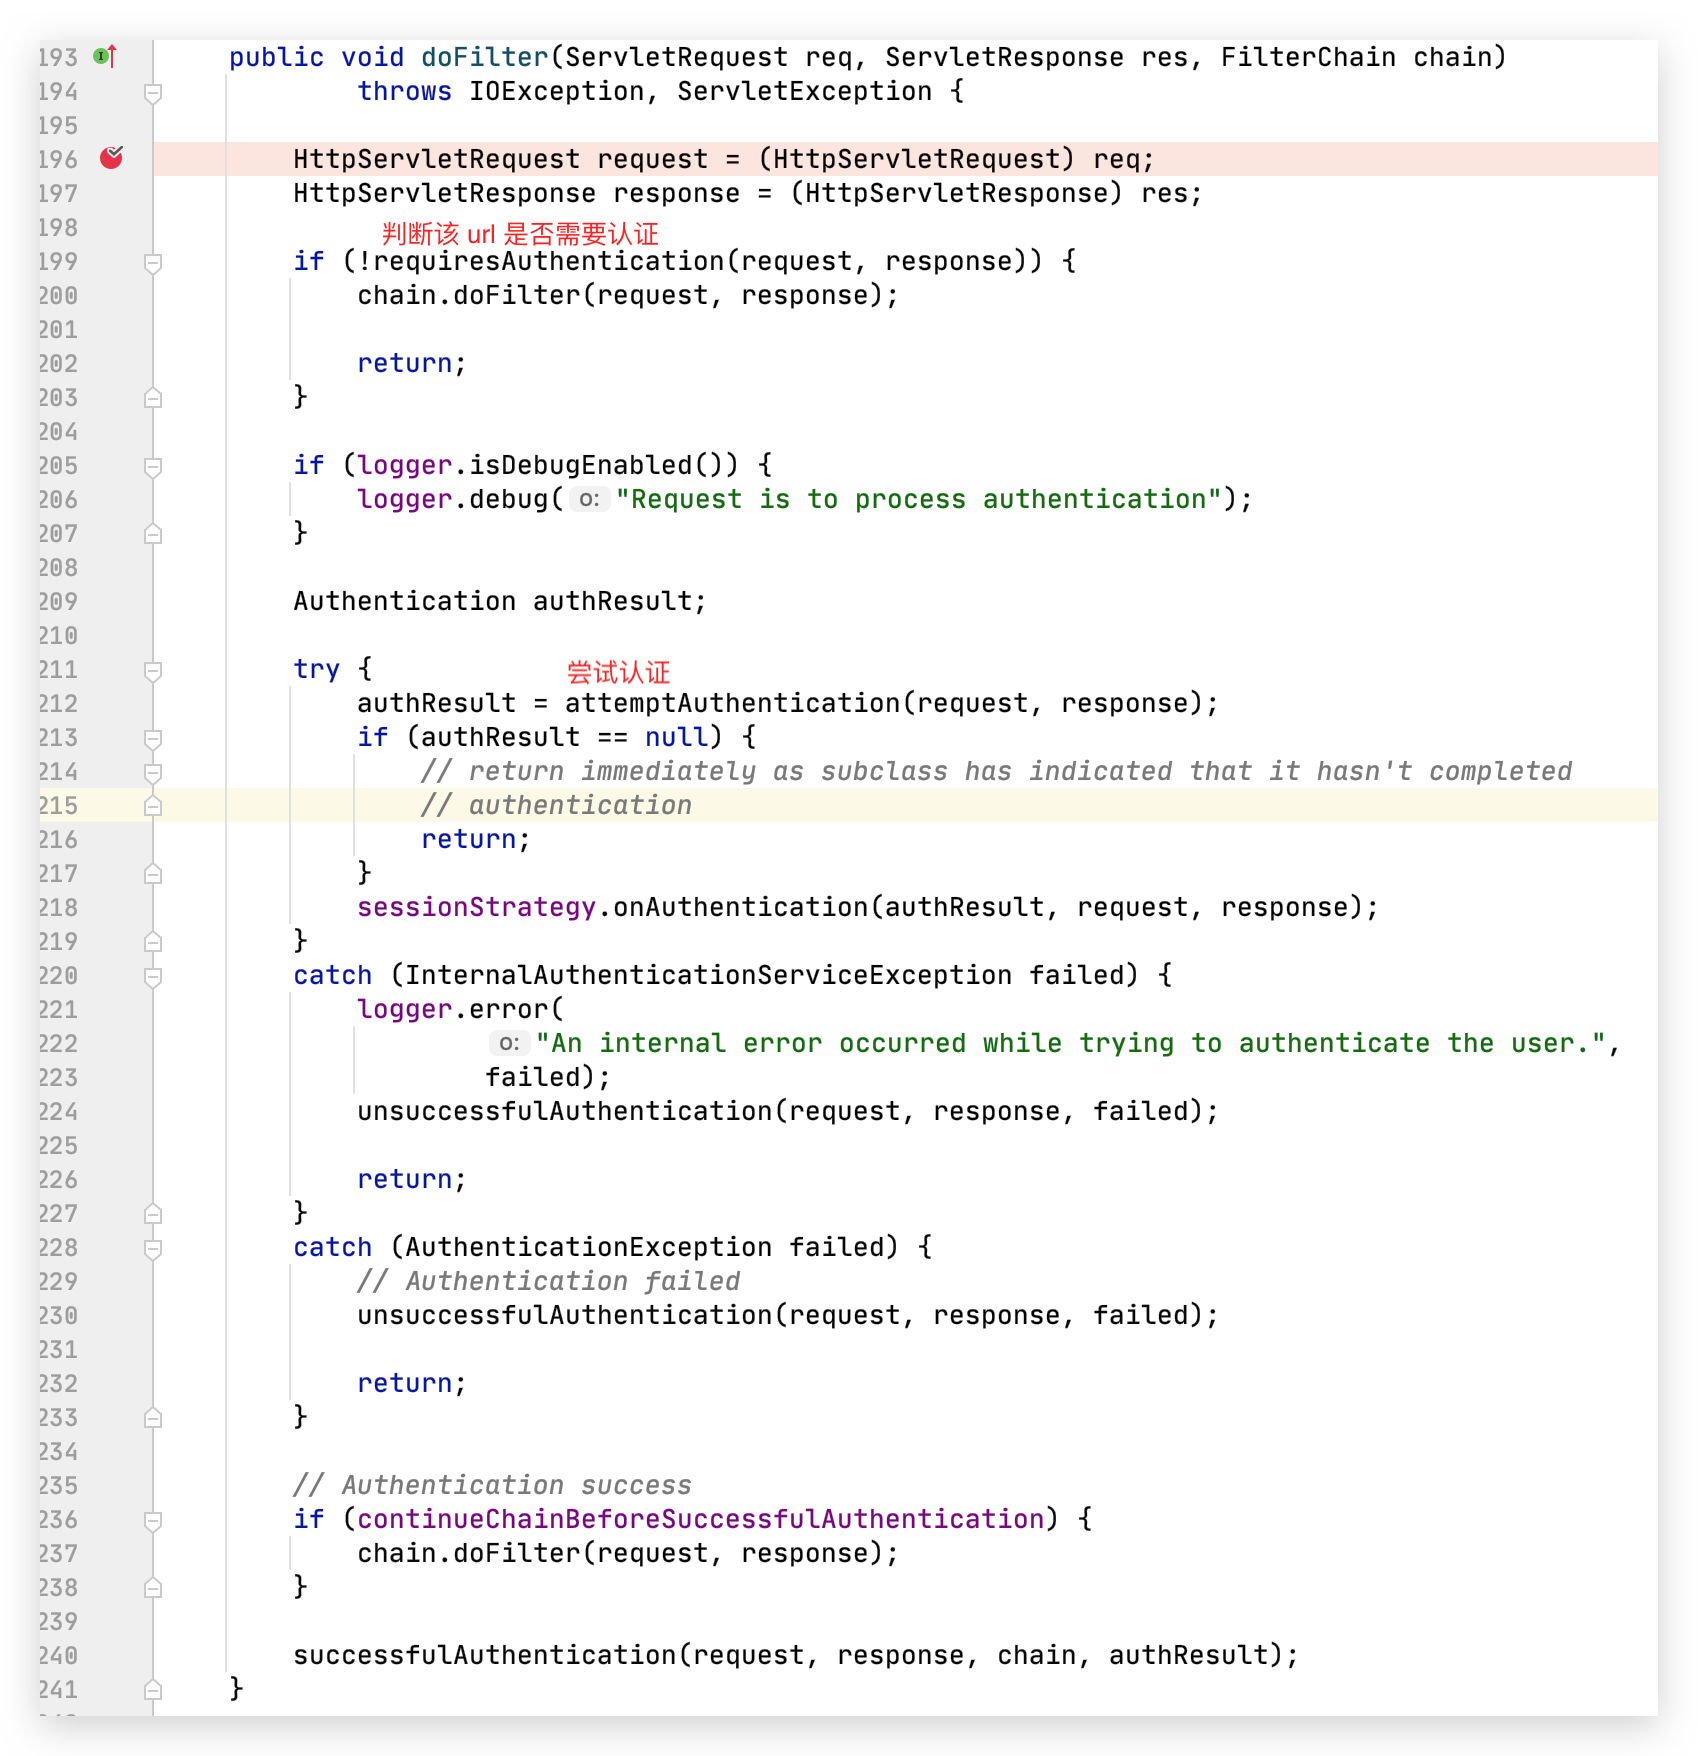 193 public void doFilter(ServletRequest req, ServletResponse res, FilterChain chain)
194 throws IOException, ServletException {
195
196 HttpServletRequest request = (HttpServletRequest) req;
197 HttpServletResponse response = (HttpServletResponse) res;
198 判断该 url 是否需要认证
199 if (!requiresAuthentication(request, response)) {
200 chain.doFilter(request, response);
201
202 return;
203 }
204
205 if (logger.isDebugEnabled()) {
206 logger.debug( o: "Request is to process authentication");
207 }
208
209 Authentication authResult;
210
211 try { 尝试认证
212 authResult = attemptAuthentication(request, response);
213 if (authResult == null) {
214 // return immediately as subclass has indicated that it hasn't completed
215 // authentication
216 return;
217 }
218 sessionStrategy.onAuthentication(authResult, request, response);
219 }
220 catch (InternalAuthenticationServiceException failed) {
221 logger.error(
222 o: "An internal error occurred while trying to authenticate the user.",
223 failed);
224 unsuccessfulAuthentication(request, response, failed);
225
226 return;
227 }
228 catch (AuthenticationException failed) {
229 // Authentication failed
230 unsuccessfulAuthentication(request, response, failed);
231
232 return;
233 }
234
235 // Authentication success
236 if (continueChainBeforeSuccessfulAuthentication) {
237 chain.doFilter(request, response);
238 }
239
240 successfulAuthentication(request, response, chain, authResult);
241 }